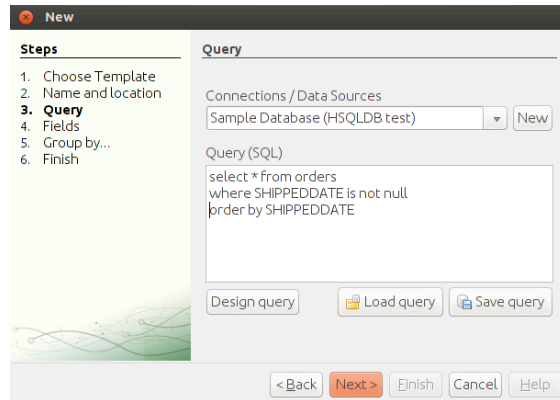 New
Steps
1. Choose Template
2. Name and location
3. Query
4. Fields
5. Group by...
6. Finish
Query
Connections / Data Sources
Sample Database (HSQLDB test)
New
Query (SQL)
select * from orders
where SHIPPEDDATE is not null
order by SHIPPEDDATE
Design query
Load query
Save query
< Back
Next >
Finish
Cancel
Help